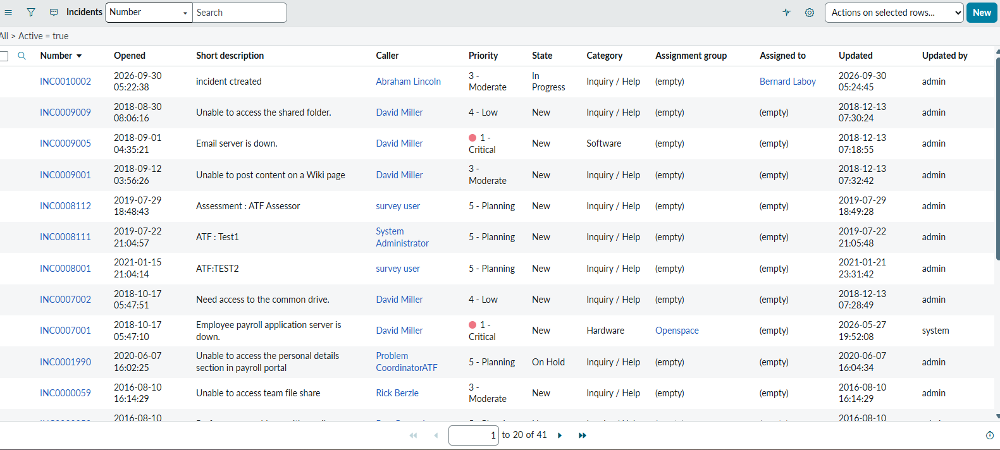 Incidents Number Search Actions on selected rows... New
All > Active = true
Number Opened Short description Caller Priority State Category Assignment group Assigned to Updated Updated by
INC0010002 2026-09-30 05:22:38 incident ctreated Abraham Lincoln 3 - Moderate In Progress Inquiry / Help (empty) Bernard Laboy 2026-09-30 05:24:45 admin
INC0009009 2018-08-30 08:06:16 Unable to access the shared folder. David Miller 4 - Low New Inquiry / Help (empty) (empty) 2018-12-13 07:30:24 admin
INC0009005 2018-09-01 04:35:21 Email server is down. David Miller 1 - Critical New Software (empty) (empty) 2018-12-13 07:18:55 admin
INC0009001 2018-09-12 03:56:26 Unable to post content on a Wiki page David Miller 3 - Moderate New Inquiry / Help (empty) (empty) 2018-12-13 07:32:42 admin
INC0008112 2019-07-29 18:48:43 Assessment : ATF Assessor survey user 5 - Planning New Inquiry / Help (empty) (empty) 2019-07-29 18:49:28 admin
INC0008111 2019-07-22 21:04:57 ATF : Test1 System Administrator 5 - Planning New Inquiry / Help (empty) (empty) 2019-07-22 21:05:48 admin
INC0008001 2021-01-15 21:04:14 ATF:TEST2 survey user 5 - Planning New Inquiry / Help (empty) (empty) 2021-01-21 23:31:42 admin
INC0007002 2018-10-17 05:47:51 Need access to the common drive. David Miller 4 - Low New Inquiry / Help (empty) (empty) 2018-12-13 07:28:49 admin
INC0007001 2018-10-17 05:47:10 Employee payroll application server is down. David Miller 1 - Critical New Hardware Openspace (empty) 2026-05-27 19:52:08 system
INC0001990 2020-06-07 16:02:25 Unable to access the personal details section in payroll portal Problem CoordinatorATF 5 - Planning On Hold Inquiry / Help (empty) (empty) 2020-06-07 16:04:34 admin
INC0000059 2016-08-10 16:14:29 Unable to access team file share Rick Berzle 3 - Moderate New Inquiry / Help (empty) (empty) 2016-08-10 16:14:29 admin
2016-08-10 2016-08-10
1 to 20 of 41